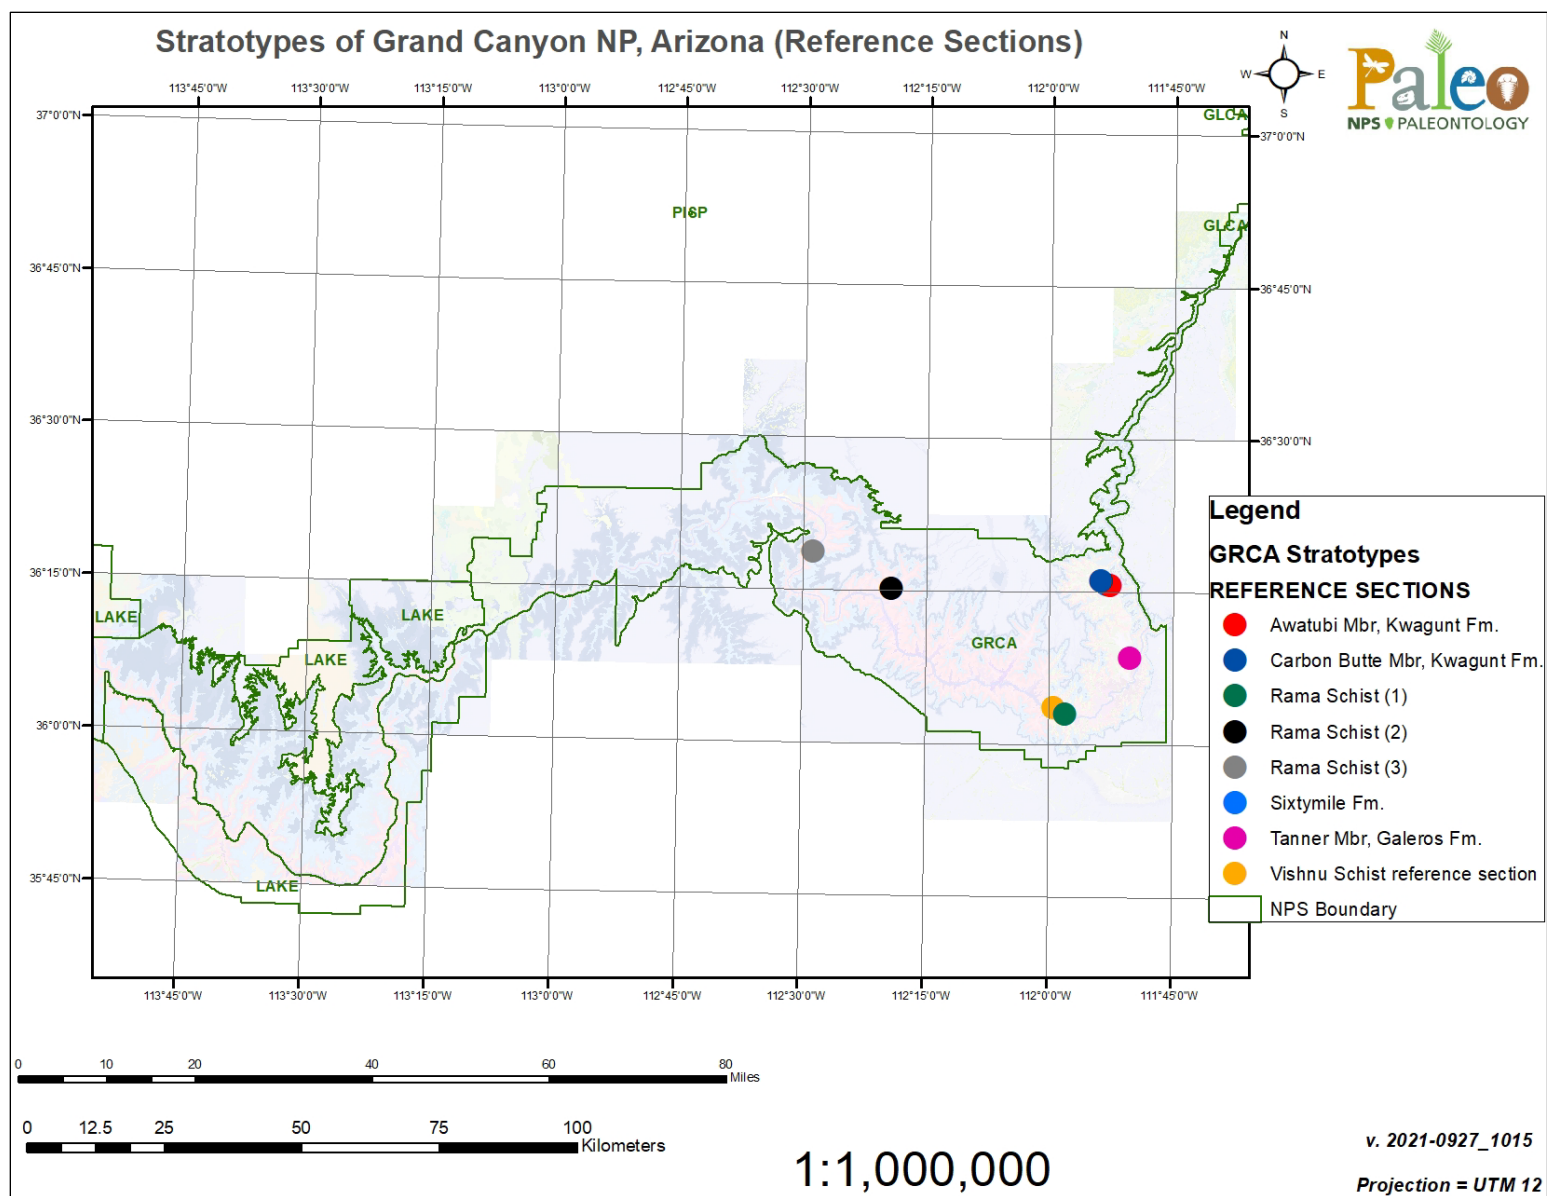 Stratotypes of Grand Canyon NP, Arizona (Reference Sections)
N
W E
S
Paleo
NPS PALEONTOLOGY
113°45'0"W 113°30'0"W 113°15'0"W 113°0'0"W 112°45'0"W 112°30'0"W 112°15'0"W 112°0'0"W 111°45'0"W
37°0'0"N
GLCA
37°0'0"N
PISP
GLCA
36°45'0"N
36°45'0"N
36°30'0"N
36°30'0"N
36°15'0"N
LAKE
LAKE
LAKE
GRCA
36°0'0"N
35°45'0"N
LAKE
Legend
GRCA Stratotypes
REFERENCE SECTIONS
Awatubi Mbr, Kwagunt Fm.
Carbon Butte Mbr, Kwagunt Fm.
Rama Schist (1)
Rama Schist (2)
Rama Schist (3)
Sixtymile Fm.
Tanner Mbr, Galeros Fm.
Vishnu Schist reference section
NPS Boundary
113°45'0"W 113°30'0"W 113°15'0"W 113°0'0"W 112°45'0"W 112°30'0"W 112°15'0"W 112°0'0"W 111°45'0"W
0 10 20 40 60 80
Miles
0 12.5 25 50 75 100
Kilometers
1:1,000,000
v. 2021-0927_1015
Projection = UTM 12